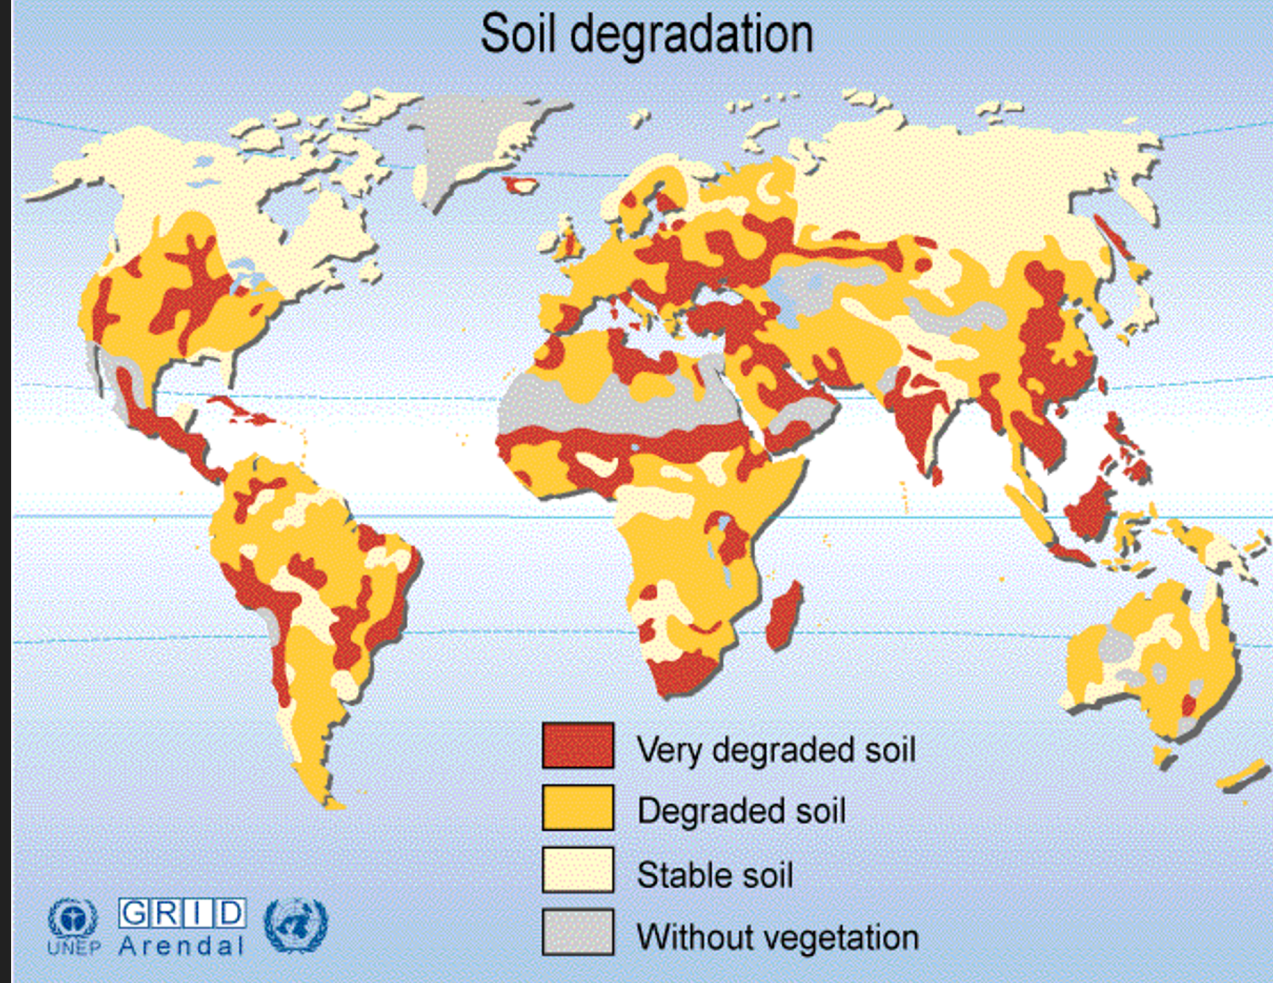 Soil degradation
Very degraded soil
Degraded soil
Stable soil
Without vegetation
GRID
UNEP Arendal